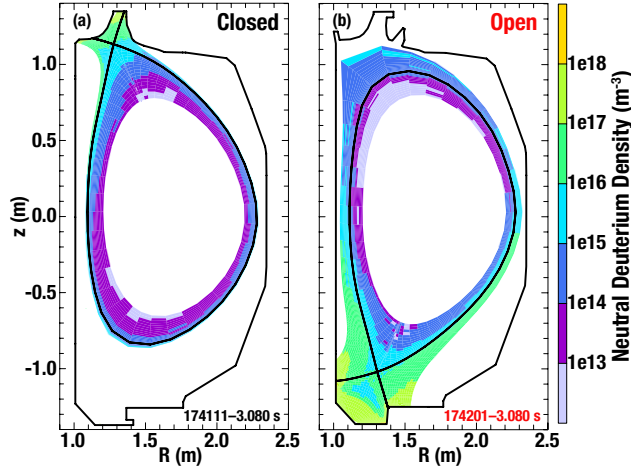 (a) Closed
(b) Open
1.0
0.5
0.0
-0.5
-1.0
z (m)
174111−3.080 s
174201−3.080 s
1.0 1.5 2.0 2.5
1.0 1.5 2.0 2.5
R (m)
R (m)
1e18
1e17
1e16
1e15
1e14
1e13
Neutral Deuterium Density (m⁻³)